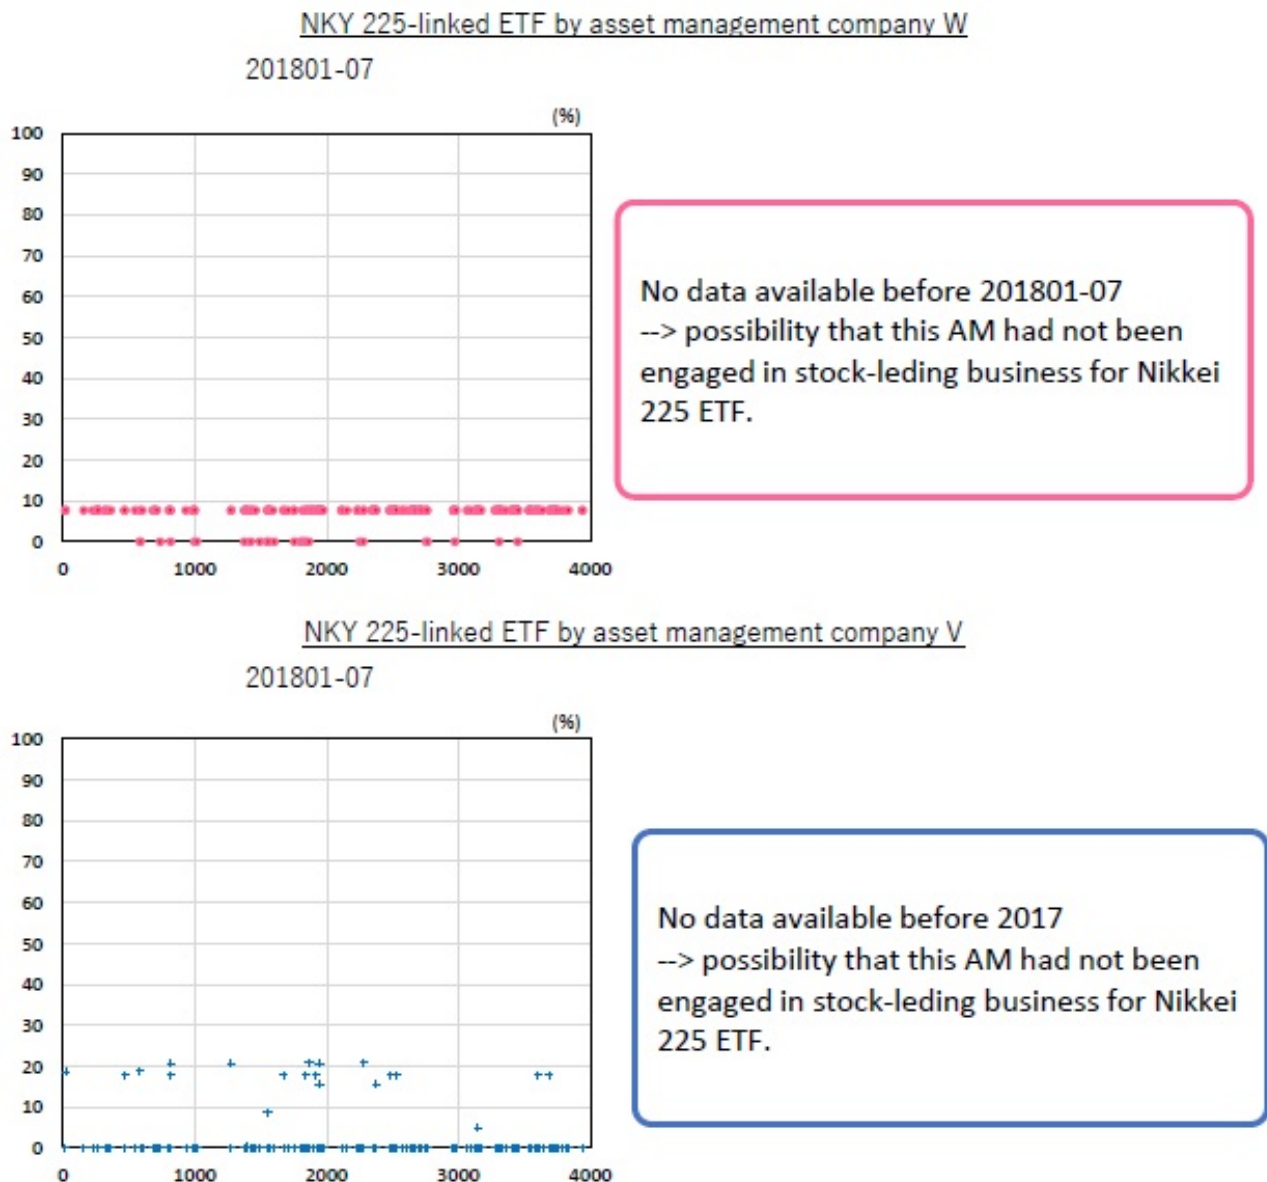 NKY 225-linked ETF by asset management company W
201801-07
(%)
100
90
80
70
60
50
40
30
20
10
0
0 1000 2000 3000 4000
No data available before 201801-07
--> possibility that this AM had not been
engaged in stock-leding business for Nikkei
225 ETF.
NKY 225-linked ETF by asset management company V
201801-07
(%)
100
90
80
70
60
50
40
30
20
10
0
0 1000 2000 3000 4000
No data available before 2017
--> possibility that this AM had not been
engaged in stock-leding business for Nikkei
225 ETF.